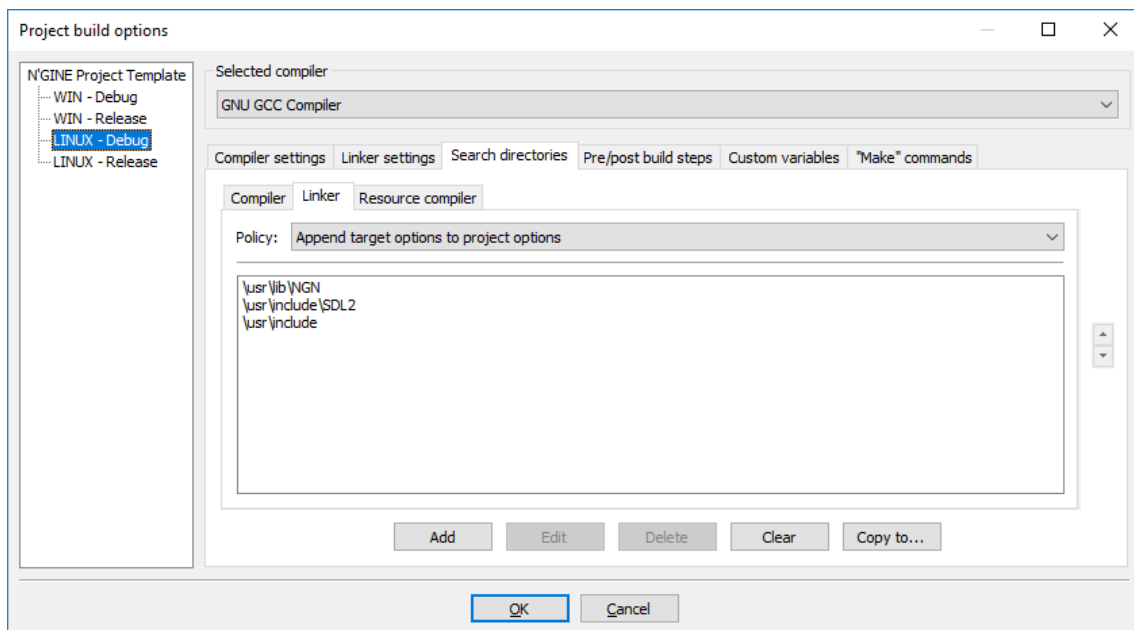 Project build options
N'GINE Project Template
WIN - Debug
WIN - Release
LINUX - Debug
LINUX - Release
Selected compiler
GNU GCC Compiler
Compiler settings Linker settings Search directories Pre/post build steps Custom variables "Make" commands
Compiler Linker Resource compiler
Policy: Append target options to project options
\usr\lib\NGN
\usr\include\SDL2
\usr\include
Add Edit Delete Clear Copy to...
OK Cancel